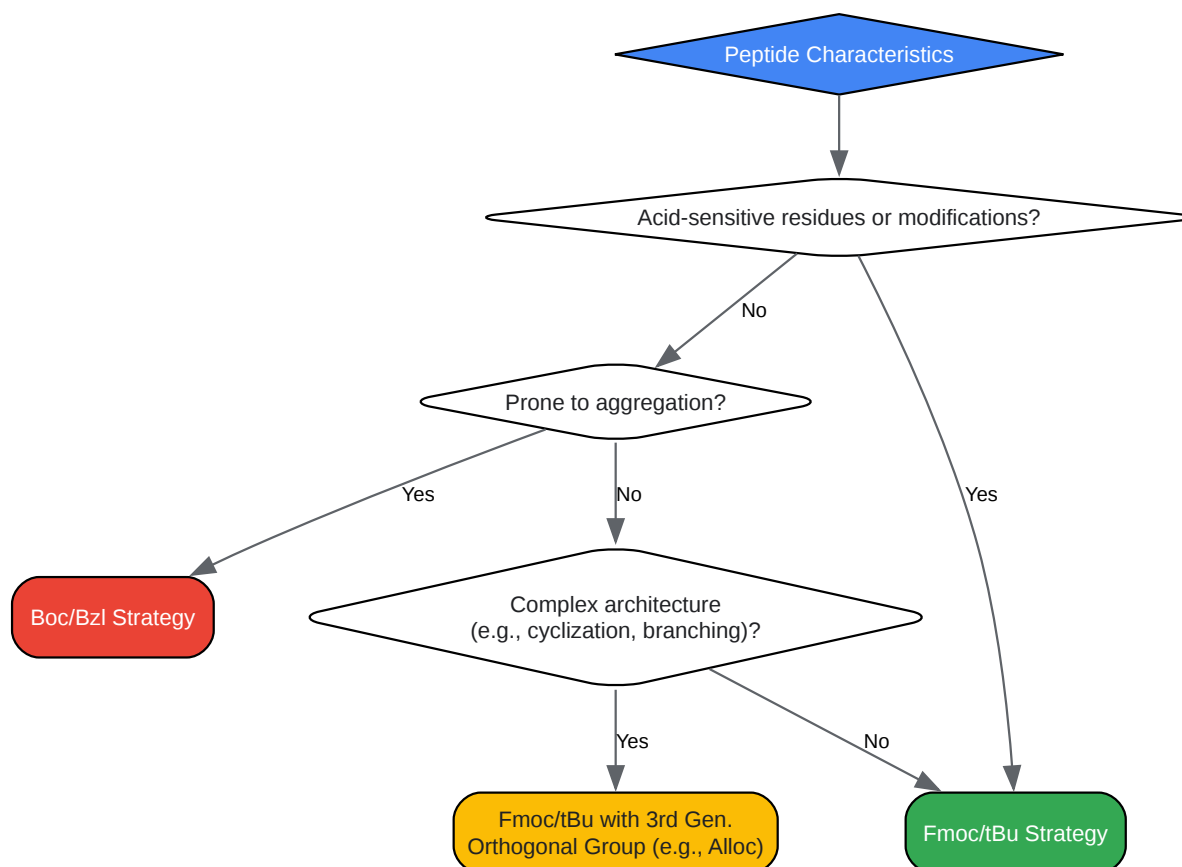 Peptide Characteristics
Acid-sensitive residues or modifications?
No
Prone to aggregation?
Yes
No
Yes
Boc/Bzl Strategy
Complex architecture
(e.g., cyclization, branching)?
Yes
No
Fmoc/tBu with 3rd Gen.
Orthogonal Group (e.g., Alloc)
Fmoc/tBu Strategy